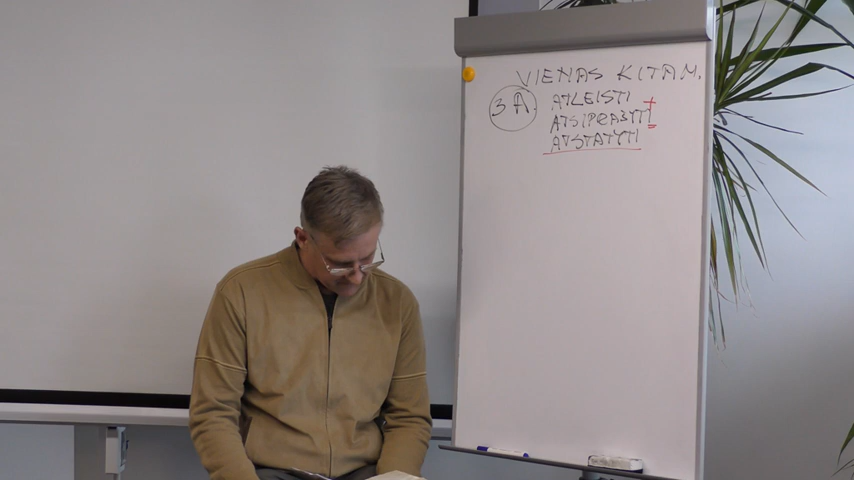 VIENAS KITAM.
3A. ATLEISTI
ATSIPRAŠYTI
ATSTATYTI